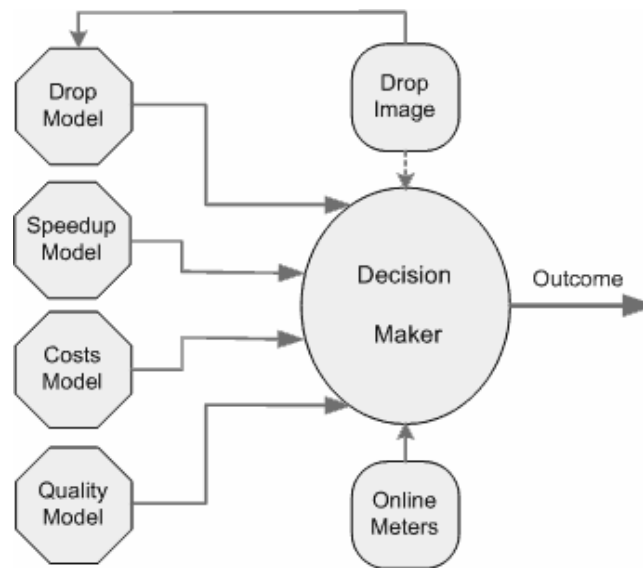 Drop
Model
Drop
Image
Speedup
Model
Decision
Maker
Outcome
Costs
Model
Quality
Model
Online
Meters